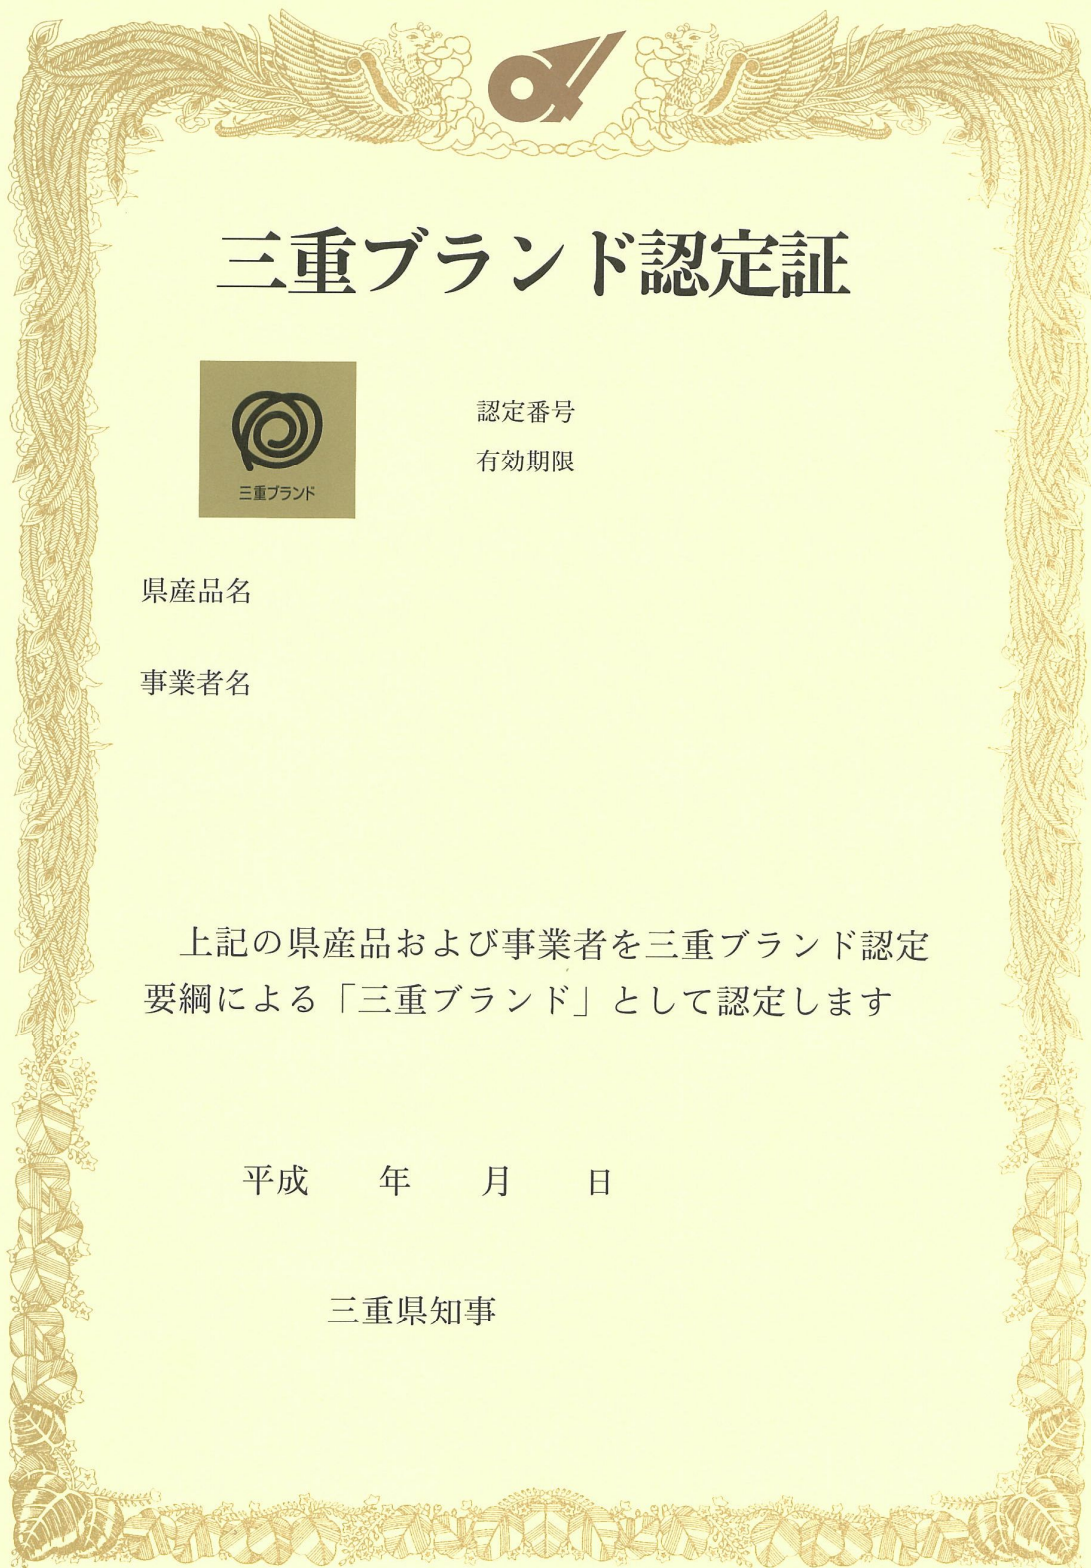 三重ブランド認定証
三重ブランド
認定番号
有効期限
県産品名
事業者名
上記の県産品および事業者を三重ブランド認定
要綱による「三重ブランド」として認定します
平成　　年　　月　　日
三重県知事